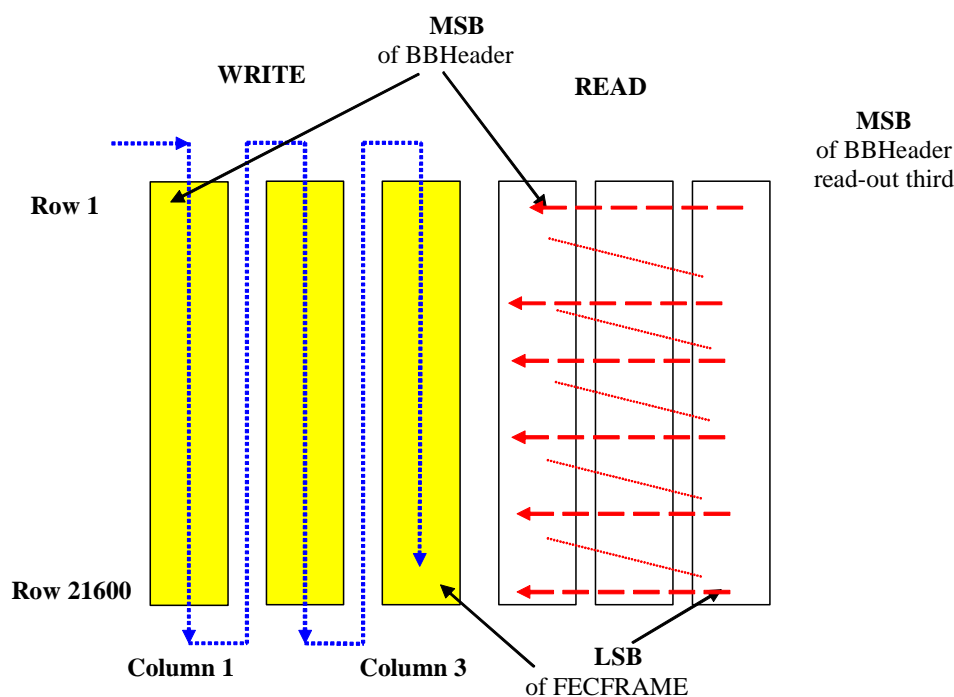 MSB
of BBHeader
WRITE
READ
MSB
of BBHeader
read-out third
Row 1
Row 21600
Column 1
Column 3
LSB
of FECFRAME